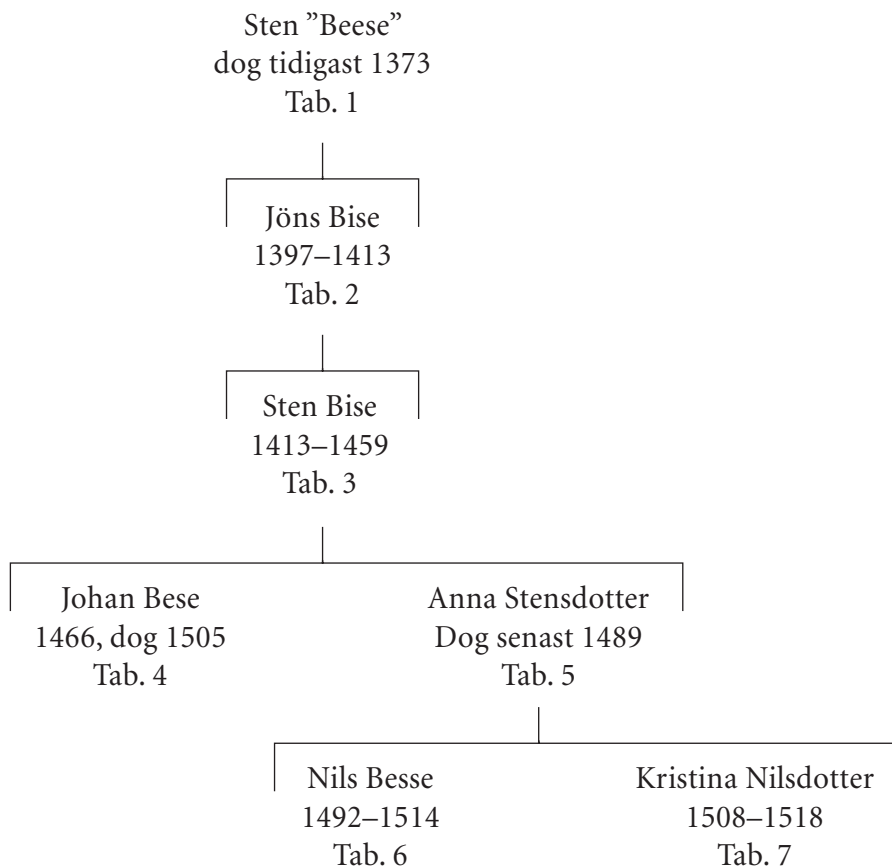 Sten ”Beese”
dog tidigast 1373
Tab. 1
Jöns Bise
1397–1413
Tab. 2
Sten Bise
1413–1459
Tab. 3
Johan Bese
1466, dog 1505
Tab. 4
Anna Stensdotter
Dog senast 1489
Tab. 5
Nils Besse
1492–1514
Tab. 6
Kristina Nilsdotter
1508–1518
Tab. 7